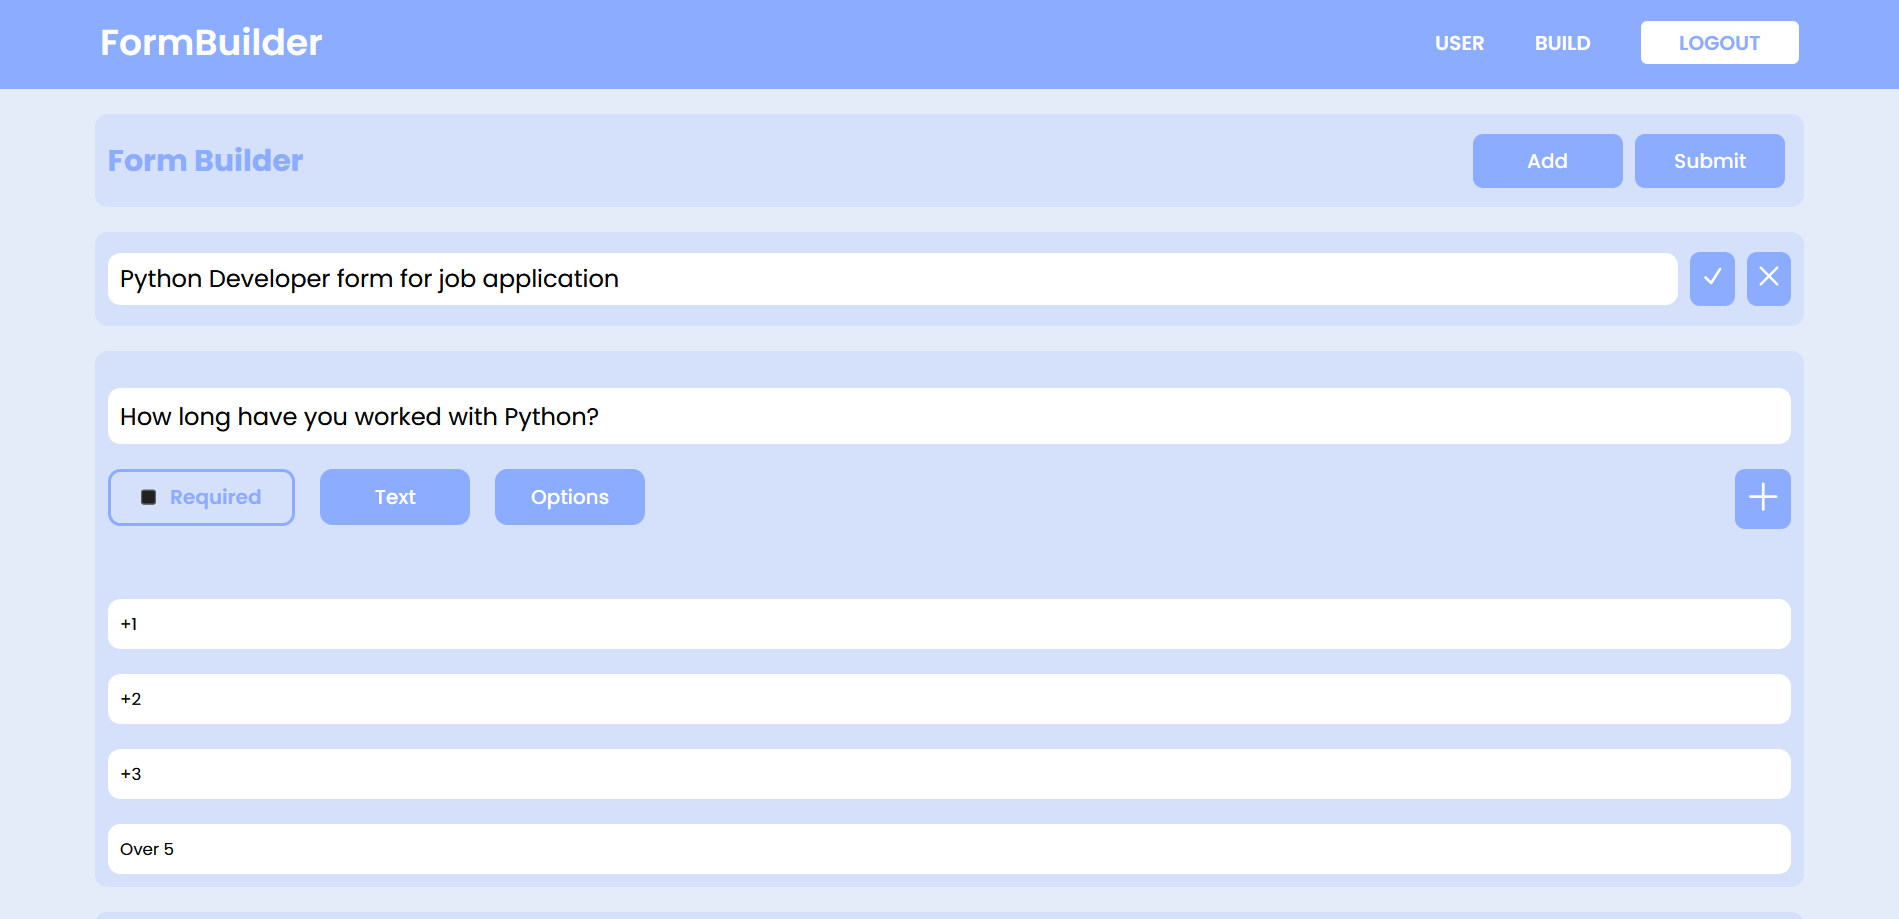 FormBuilder
USER BUILD LOGOUT
Form Builder
Add Submit
Python Developer form for job application
How long have you worked with Python?
Required Text Options
+1
+2
+3
Over 5